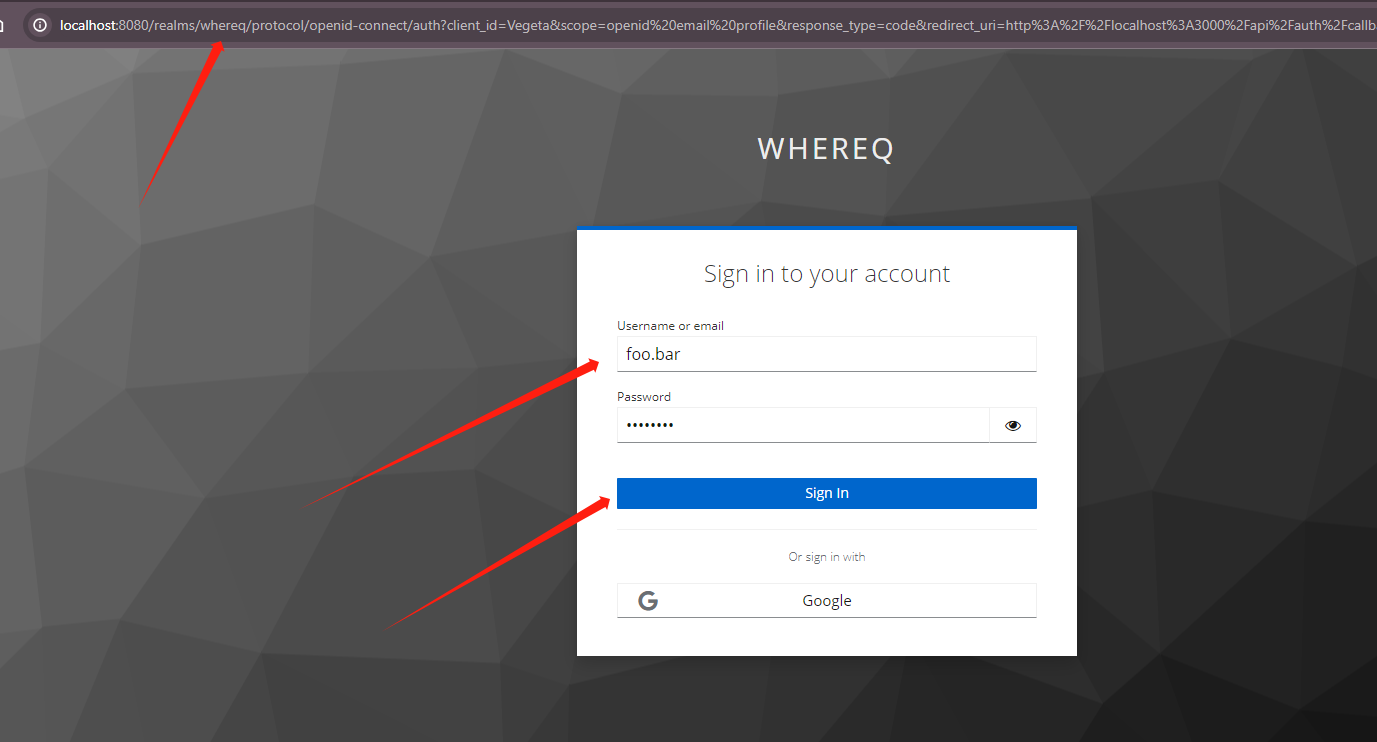 localhost:8080/realms/whereq/protocol/openid-connect/auth?client_id=Vegeta&scope=openid%20email%20profile&response_type=code&redirect_uri=http%3A%2F%2Flocalhost%3A3000%2Fapi%2Fauth%2Fcallba
WHEREQ
Sign in to your account
Username or email
foo.bar
Password
••••••••
Sign In
Or sign in with
G Google